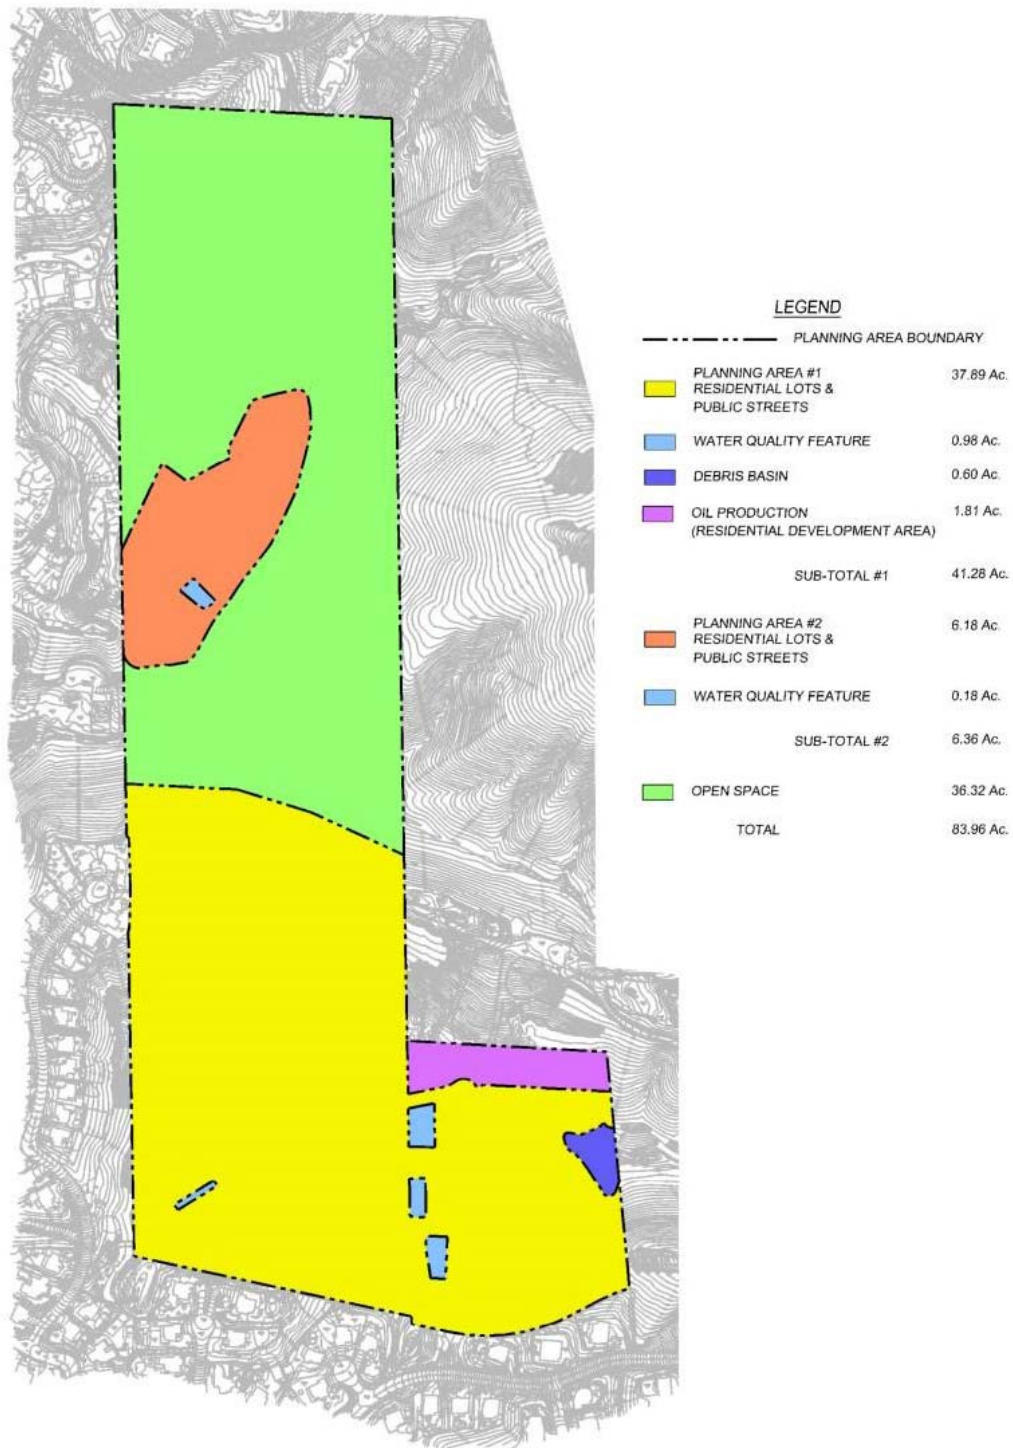 LEGEND
PLANNING AREA BOUNDARY
PLANNING AREA #1 37.89 Ac.
RESIDENTIAL LOTS &
PUBLIC STREETS
WATER QUALITY FEATURE 0.98 Ac.
DEBRIS BASIN 0.60 Ac.
OIL PRODUCTION 1.81 Ac.
(RESIDENTIAL DEVELOPMENT AREA)
SUB-TOTAL #1 41.28 Ac.
PLANNING AREA #2 6.18 Ac.
RESIDENTIAL LOTS &
PUBLIC STREETS
WATER QUALITY FEATURE 0.18 Ac.
SUB-TOTAL #2 6.36 Ac.
OPEN SPACE 36.32 Ac.
TOTAL 83.96 Ac.